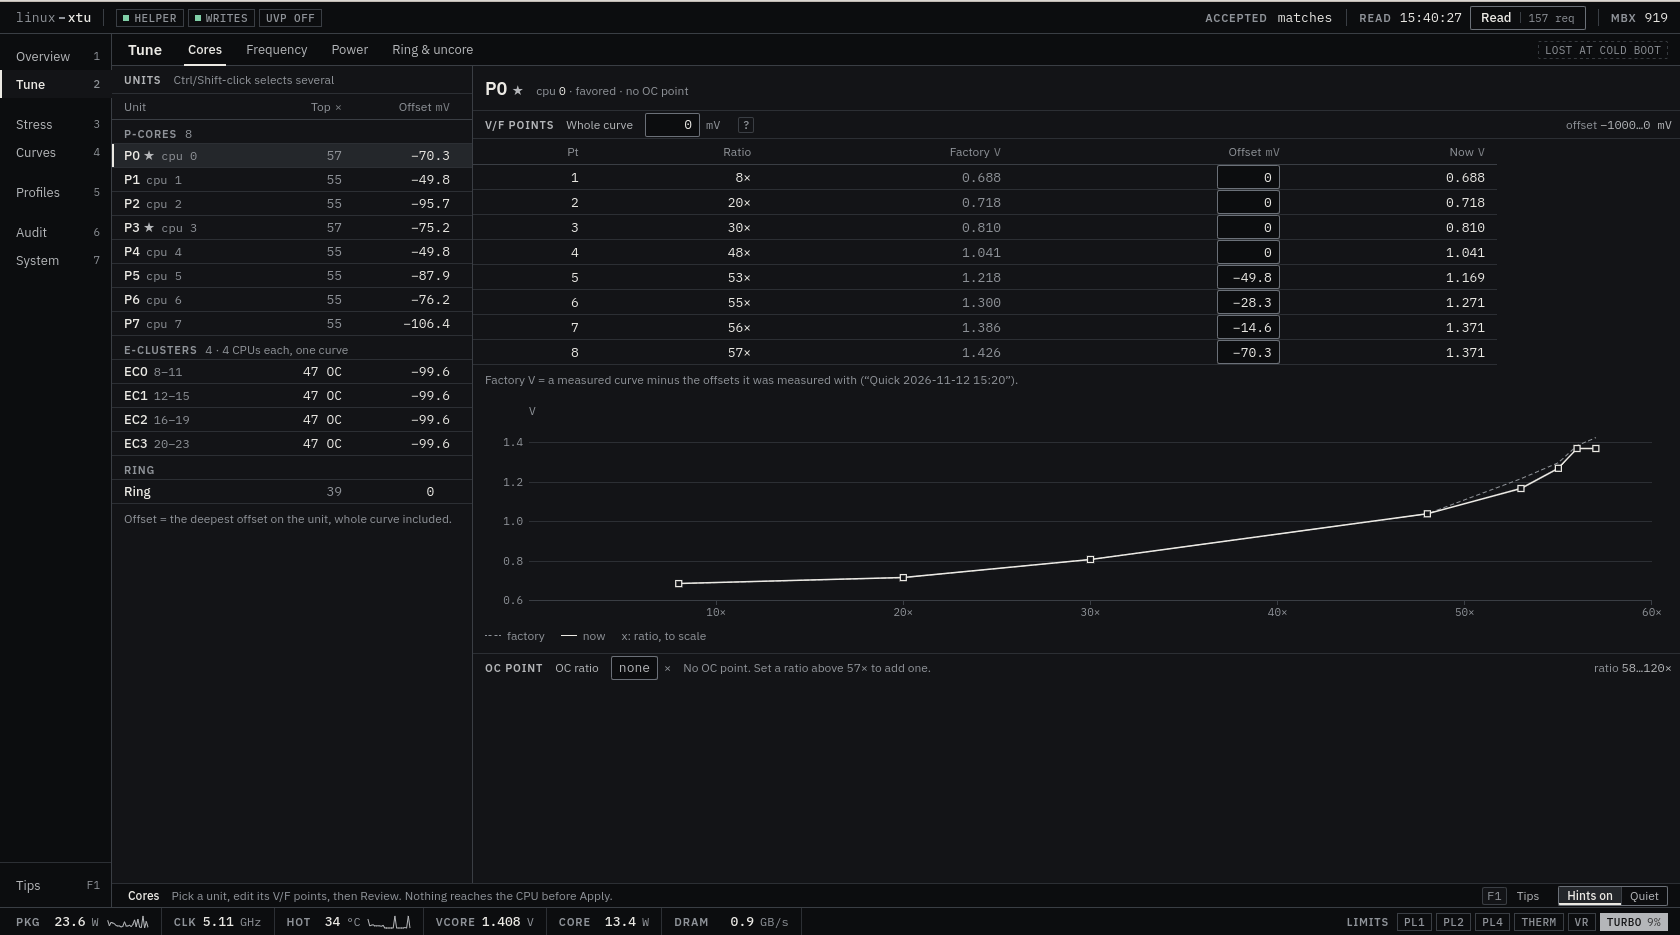 linux-xtu HELPER WRITES UVP OFF ACCEPTED matches READ 15:40:27 Read 157 req MBX 919
Overview 1
Tune 2
Stress 3
Curves 4
Profiles 5
Audit 6
System 7
Tips F1
Tune Cores Frequency Power Ring & uncore LOST AT COLD BOOT
UNITS Ctrl/Shift-click selects several
Unit Top × Offset mV
P-CORES 8
P0 ★ cpu 0 57 −70.3
P1 cpu 1 55 −49.8
P2 cpu 2 55 −95.7
P3 ★ cpu 3 57 −75.2
P4 cpu 4 55 −49.8
P5 cpu 5 55 −87.9
P6 cpu 6 55 −76.2
P7 cpu 7 55 −106.4
E-CLUSTERS 4 · 4 CPUs each, one curve
EC0 8–11 47 OC −99.6
EC1 12–15 47 OC −99.6
EC2 16–19 47 OC −99.6
EC3 20–23 47 OC −99.6
RING
Ring 39 0
Offset = the deepest offset on the unit, whole curve included.
P0 ★ cpu 0 · favored · no OC point
V/F POINTS Whole curve 0 mV ? offset −1000…0 mV
Pt Ratio Factory V Offset mV Now V
1 8× 0.688 0 0.688
2 20× 0.718 0 0.718
3 30× 0.810 0 0.810
4 48× 1.041 0 1.041
5 53× 1.218 −49.8 1.169
6 55× 1.300 −28.3 1.271
7 56× 1.386 −14.6 1.371
8 57× 1.426 −70.3 1.371
Factory V = a measured curve minus the offsets it was measured with (“Quick 2026-11-12 15:20”).
V
1.4
1.2
1.0
0.8
0.6
10× 20× 30× 40× 50× 60×
factory now x: ratio, to scale
OC POINT OC ratio none × No OC point. Set a ratio above 57× to add one. ratio 58…120×
Cores Pick a unit, edit its V/F points, then Review. Nothing reaches the CPU before Apply. F1 Tips Hints on Quiet
PKG 23.6 W CLK 5.11 GHz HOT 34 °C VCORE 1.408 V CORE 13.4 W DRAM 0.9 GB/s LIMITS PL1 PL2 PL4 THERM VR TURBO 9%